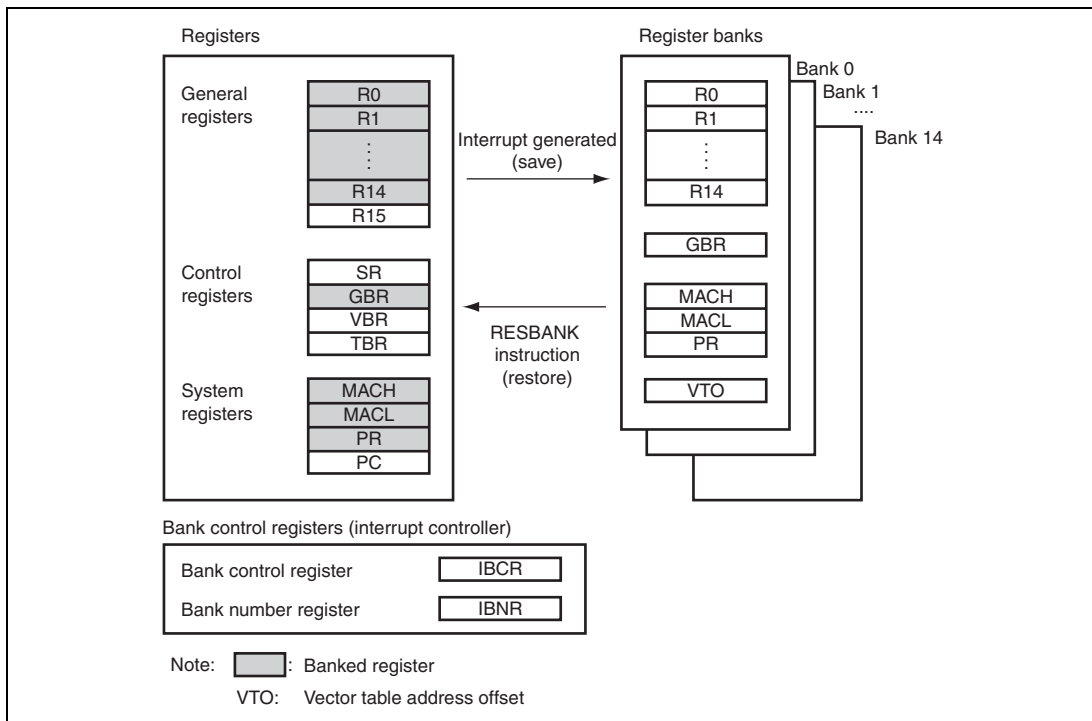 Registers
General
registers
R0
R1
R14
R15
Control
registers
SR
GBR
VBR
TBR
System
registers
MACH
MACL
PR
PC
Interrupt generated
(save)
RESBANK
instruction
(restore)
Register banks
Bank 0
Bank 1
....
Bank 14
R0
R1
R14
GBR
MACH
MACL
PR
VTO
Bank control registers (interrupt controller)
Bank control register IBCR
Bank number register IBNR
Note: : Banked register
VTO: Vector table address offset